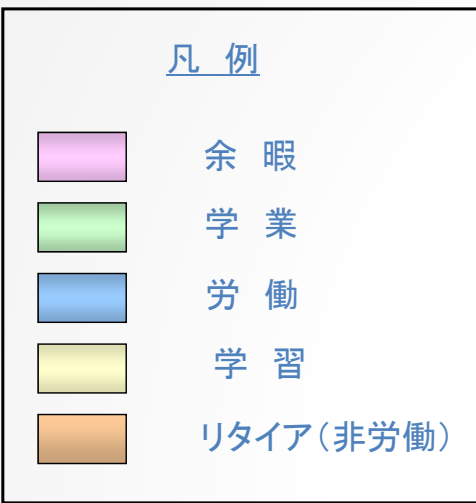 凡 例
余 暇
学 業
労 働
学 習
リタイア(非労働)